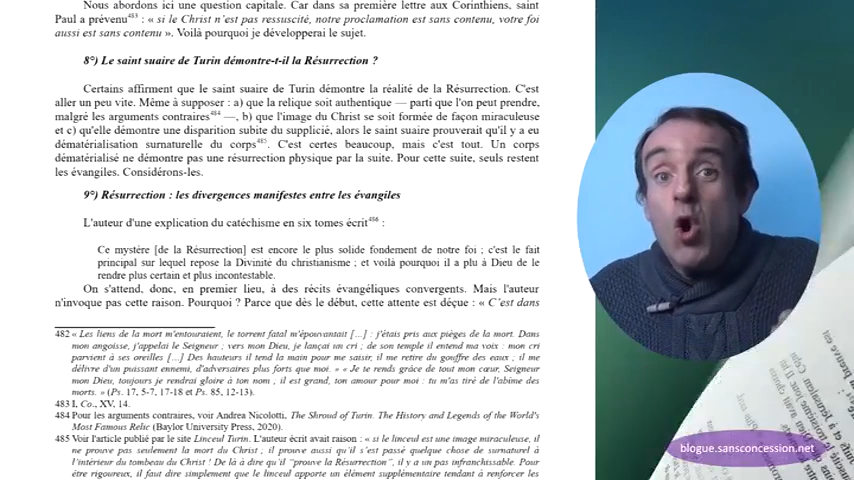 Nous abordons ici une question capitale. Car dans sa première lettre aux Corinthiens, saint
Paul a prévenu⁴⁸³ : « si le Christ n'est pas ressuscité, notre proclamation est sans contenu, votre foi
aussi est sans contenu ». Voilà pourquoi je développerai le sujet.
8°) Le saint suaire de Turin démontre-t-il la Résurrection ?
Certains affirment que le saint suaire de Turin démontre la réalité de la Résurrection. C'est
aller un peu vite. Même à supposer : a) que la relique soit authentique — parti que l'on peut prendre,
malgré les arguments contraires⁴⁸⁴ —, b) que l'image du Christ se soit formée de façon miraculeuse
et c) qu'elle démontre une disparition subite du supplicié, alors le saint suaire prouverait qu'il y a eu
dématérialisation surnaturelle du corps⁴⁸⁵. C'est certes beaucoup, mais c'est tout. Un corps
dématérialisé ne démontre pas une résurrection physique par la suite. Pour cette suite, seuls restent
les évangiles. Considérons-les.
9°) Résurrection : les divergences manifestes entre les évangiles
L'auteur d'une explication du catéchisme en six tomes écrit⁴⁸⁶ :
Ce mystère [de la Résurrection] est encore le plus solide fondement de notre foi ; c'est le fait
principal sur lequel repose la Divinité du christianisme ; et voilà pourquoi il a plu à Dieu de le
rendre plus certain et plus incontestable.
On s'attend, donc, en premier lieu, à des récits évangéliques convergents. Mais l'auteur
n'invoque pas cette raison. Pourquoi ? Parce que dès le début, cette attente est déçue : « C'est dans
482 « Les liens de la mort m'entouraient, le torrent fatal m'épouvantait [...] : j'étais pris aux pièges de la mort. Dans
mon angoisse, j'appelai le Seigneur ; vers mon Dieu, je lançai un cri ; de son temple il entend ma voix : mon cri
parvient à ses oreilles [...] Des hauteurs il tend la main pour me saisir, il me retire du gouffre des eaux ; il me
délivre d'un puissant ennemi, d'adversaires plus forts que moi. » « Je te rends grâce de tout mon cœur, Seigneur
mon Dieu, toujours je rendrai gloire à ton nom ; il est grand, ton amour pour moi : tu m'as tiré de l'abîme des
morts. » (Ps. 17, 5-7, 17-18 et Ps. 85, 12-13).
483 I, Co., XV, 14.
484 Pour les arguments contraires, voir Andrea Nicolotti, The Shroud of Turin. The History and Legends of the World's
Most Famous Relic (Baylor University Press, 2020).
485 Voir l'article publié par le site Linceul Turin. L'auteur écrit avait raison : « si le linceul est une image miraculeuse, il
ne prouve pas seulement la mort du Christ ; il prouve aussi qu'il s'est passé quelque chose de surnaturel à
l'intérieur du tombeau du Christ ! De là à dire qu'il "prouve la Résurrection", il y a un pas infranchissable. Pour
être rigoureux, il faut dire simplement que le linceul apporte un élément supplémentaire tendant à renforcer les
blogue.sansconcession.net